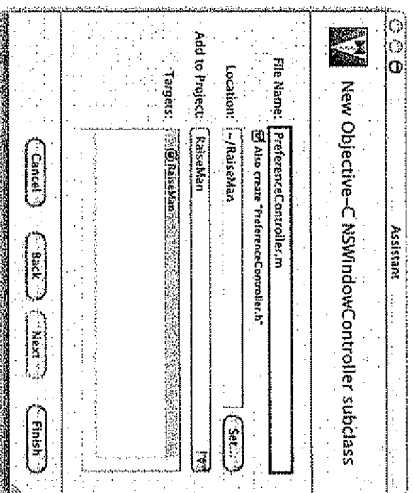 Assistant
New Objective-C NSWindowController subclass
File Name: PreferenceController.m
Also create "PreferenceController.h"
Location: ~/RaiseMan
Set...
Add to Project: RaiseMan
Targets:
RaiseMan
Cancel
Back
Next
Finish